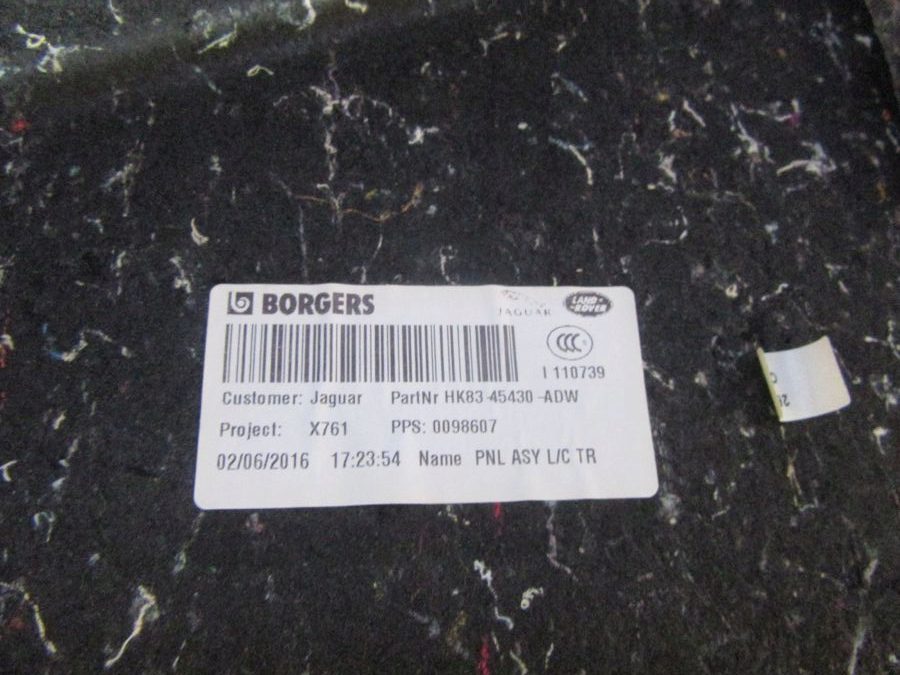 BORGERS
JAGUAR
LAND-
ROVER
CCC
I 110739
Customer: Jaguar PartNr HK83-45430-ADW
Project: X761 PPS: 0098607
02/06/2016 17:23:54 Name PNL ASY L/C TR